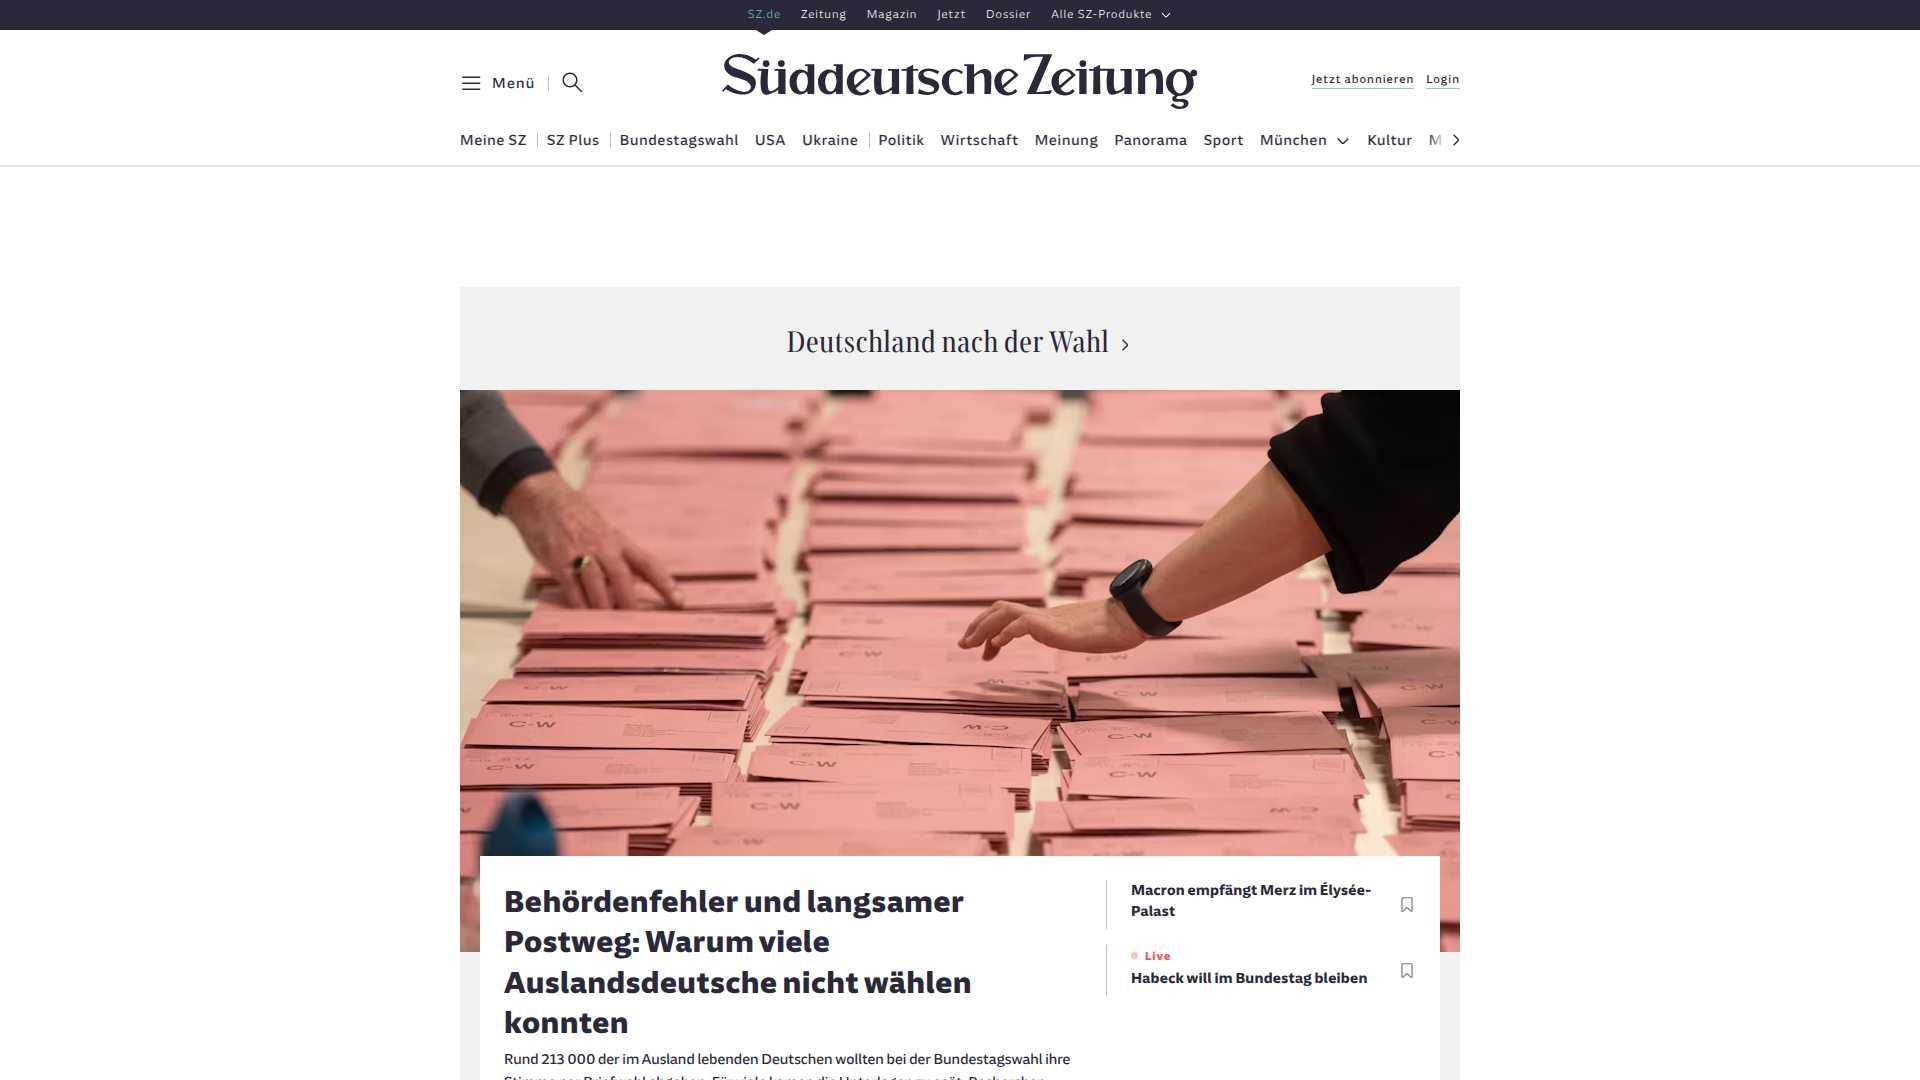 SZ.de Zeitung Magazin Jetzt Dossier Alle SZ-Produkte
Menü
Süddeutsche Zeitung
Jetzt abonnieren Login
Meine SZ SZ Plus Bundestagswahl USA Ukraine Politik Wirtschaft Meinung Panorama Sport München Kultur M
Deutschland nach der Wahl
C-W
C-W
C-W
C-W
C-W
C-W
C-W
C-W
C-W
Behördenfehler und langsamer
Postweg: Warum viele
Auslandsdeutsche nicht wählen
konnten
Rund 213 000 der im Ausland lebenden Deutschen wollten bei der Bundestagswahl ihre
Macron empfängt Merz im Élysée-
Palast
Live
Habeck will im Bundestag bleiben